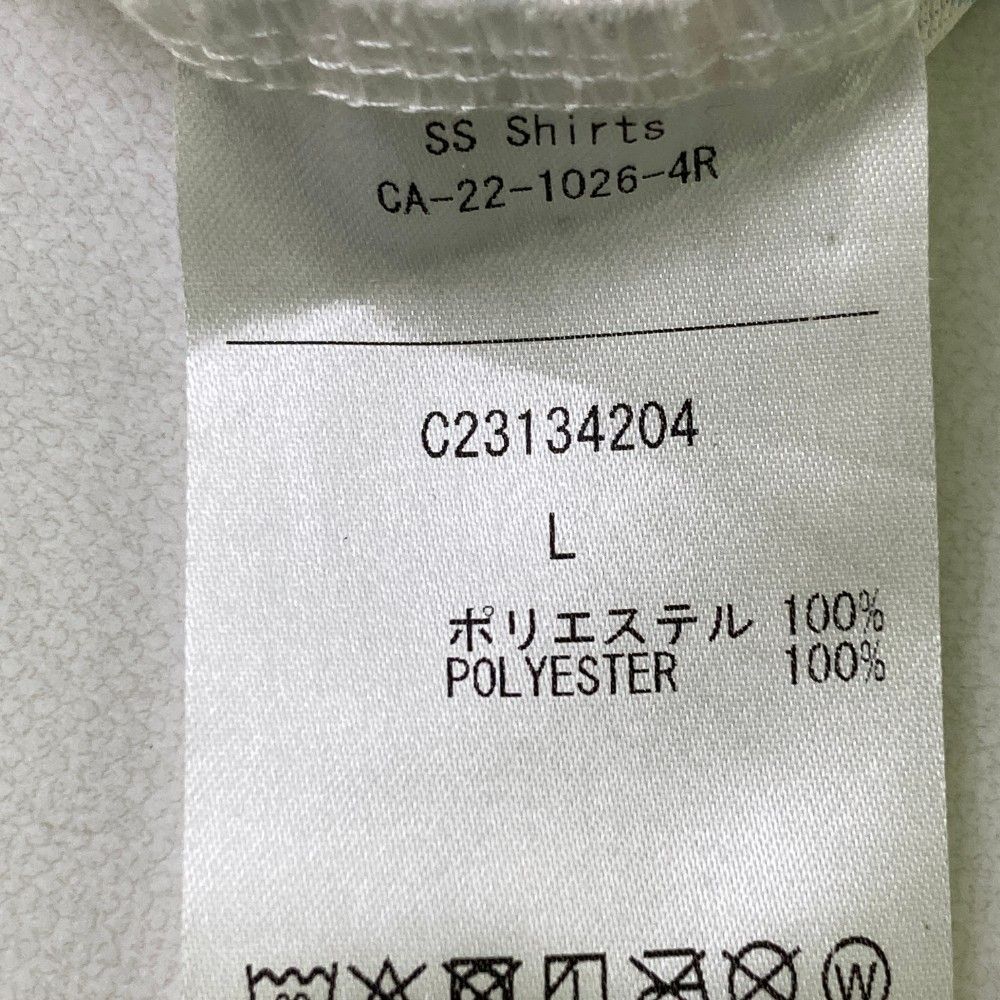 SS Shirts
CA-22-1026-4R
C23134204
L
ポリエステル 100%
POLYESTER 100%
W